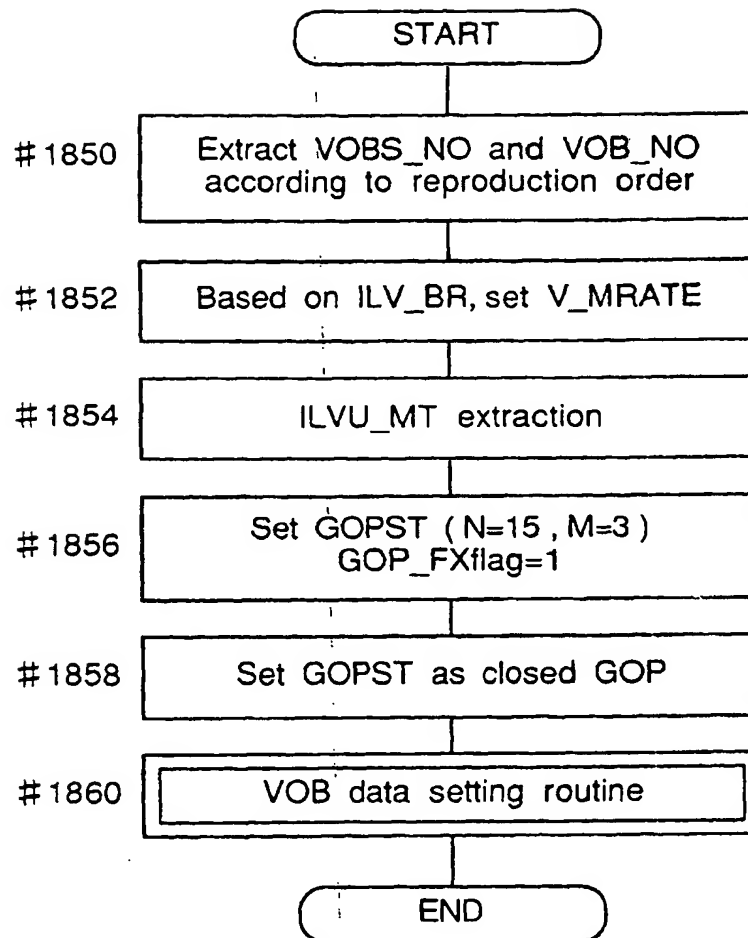 START
#1850
Extract VOBS_NO and VOB_NO
according to reproduction order
#1852
Based on ILV_BR, set V_MRATE
#1854
ILVU_MT extraction
#1856
Set GOPST (N=15, M=3)
GOP_FXflag=1
#1858
Set GOPST as closed GOP
#1860
VOB data setting routine
END